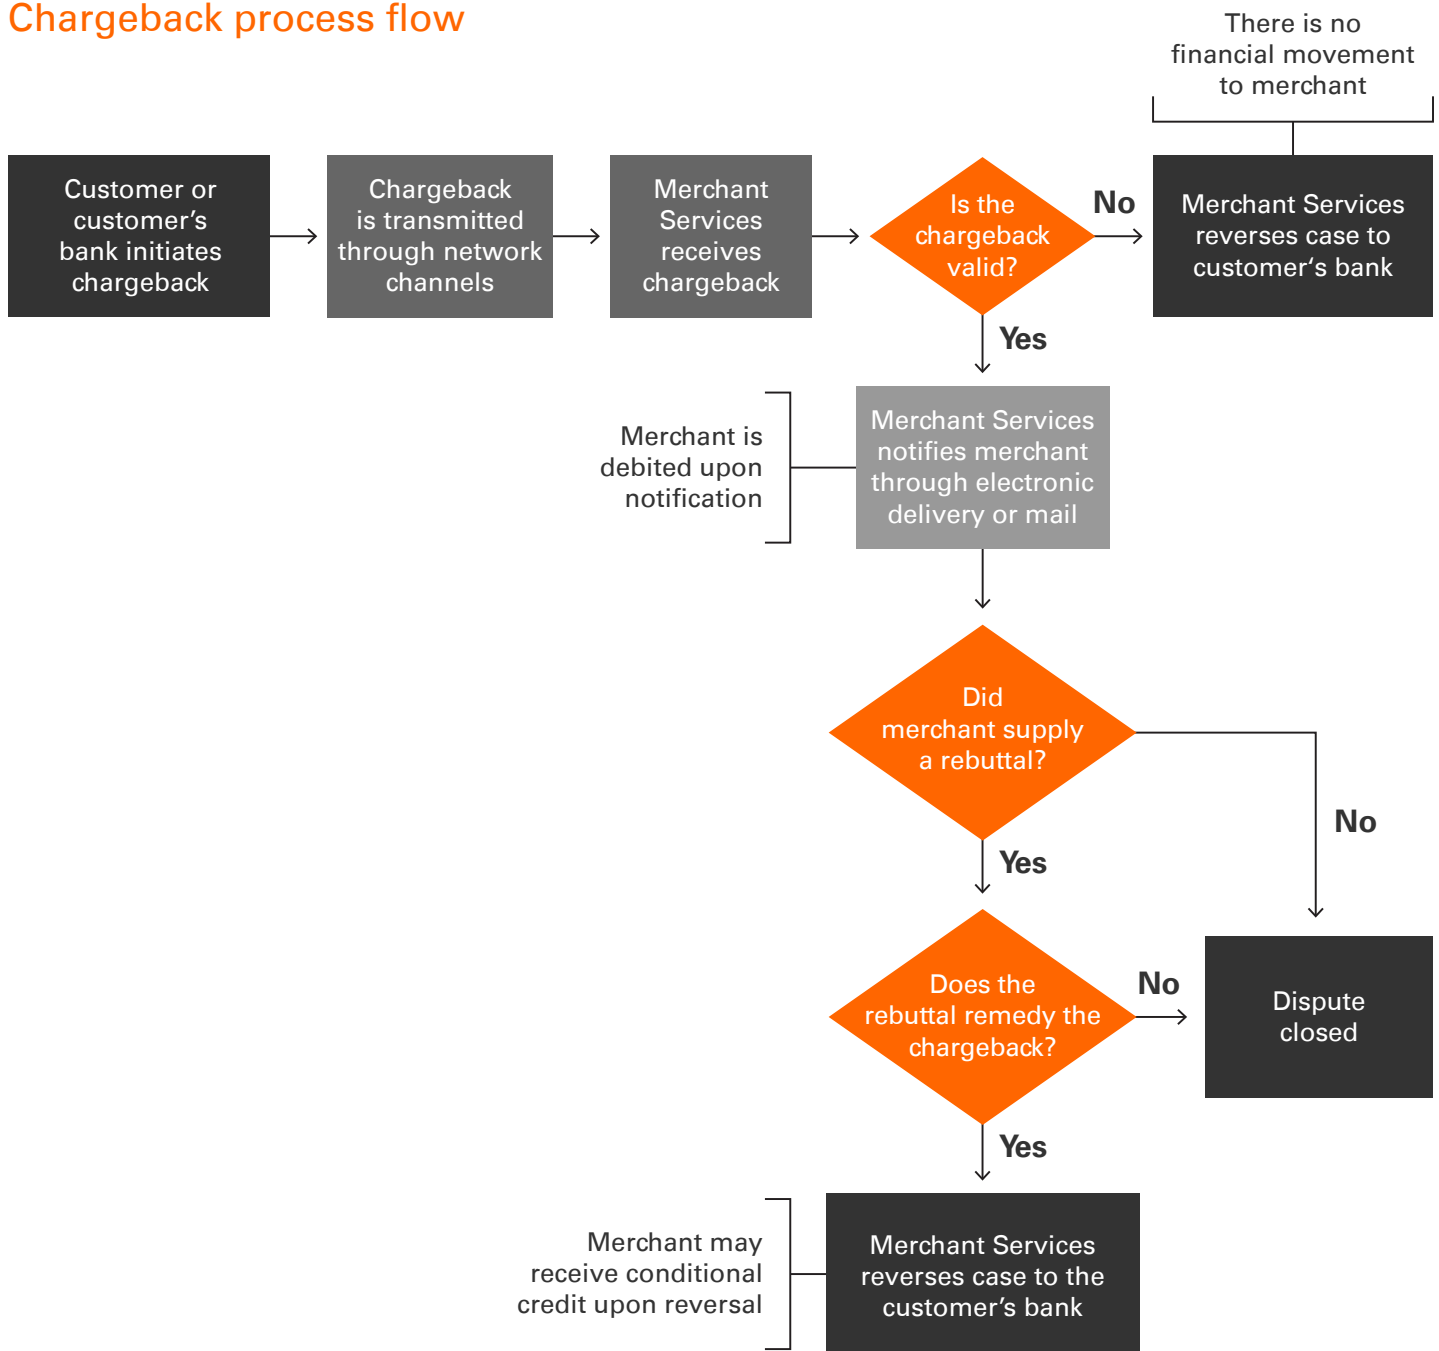 Chargeback process flow
There is no
financial movement
to merchant
Customer or
customer’s
bank initiates
chargeback
Chargeback
is transmitted
through network
channels
Merchant
Services
receives
chargeback
Is the
chargeback
valid?
No
Merchant Services
reverses case to
customer‘s bank
Yes
Merchant is
debited upon
notification
Merchant Services
notifies merchant
through electronic
delivery or mail
Did
merchant supply
a rebuttal?
No
Yes
Does the
rebuttal remedy the
chargeback?
No
Dispute
closed
Yes
Merchant may
receive conditional
credit upon reversal
Merchant Services
reverses case to the
customer’s bank